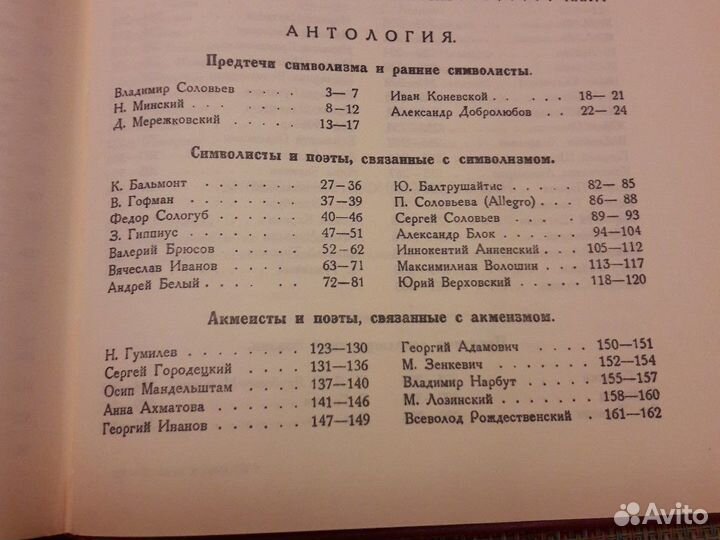 АНТОЛОГИЯ.
Предтечи символизма и ранние символисты.
Владимир Соловьев . . . . 3— 7
Н. Минский . . . . . 8—12
Д. Мережковский . . . . 13—17
Иван Коневской . . . . . 18— 21
Александр Добролюбов . . 22— 24
Символисты и поэты, связанные с символизмом.
К. Бальмонт . . . . . . . 27—36
В. Гофман . . . . . . . 37—39
Федор Сологуб . . . . . 40—46
З. Гиппиус . . . . . . . 47—51
Валерий Брюсов . . . . . 52—62
Вячеслав Иванов . . . . . 63—71
Андрей Белый . . . . . . 72—81
Ю. Балтрушайтис . . . . . 82— 85
П. Соловьева (Allegro) . . . 86— 88
Сергей Соловьев . . . . . 89— 93
Александр Блок . . . . . 94—104
Иннокентий Анненский . . . 105—112
Максимилиан Волошин . . . 113—117
Юрий Верховский . . . . . 118—120
Акмеисты и поэты, связанные с акмеизмом.
Н. Гумилев . . . . . . . 123—130
Сергей Городецкий . . . . 131—136
Осип Мандельштам . . . . 137—140
Анна Ахматова . . . . . . 141—146
Георгий Иванов . . . . . . 147—149
Георгий Адамович . . . . 150—151
М. Зенкевич . . . . . . 152—154
Владимир Нарбут . . . . . 155—157
М. Лозинский . . . . . . 158—160
Всеволод Рождественский . . 161—162
Avito